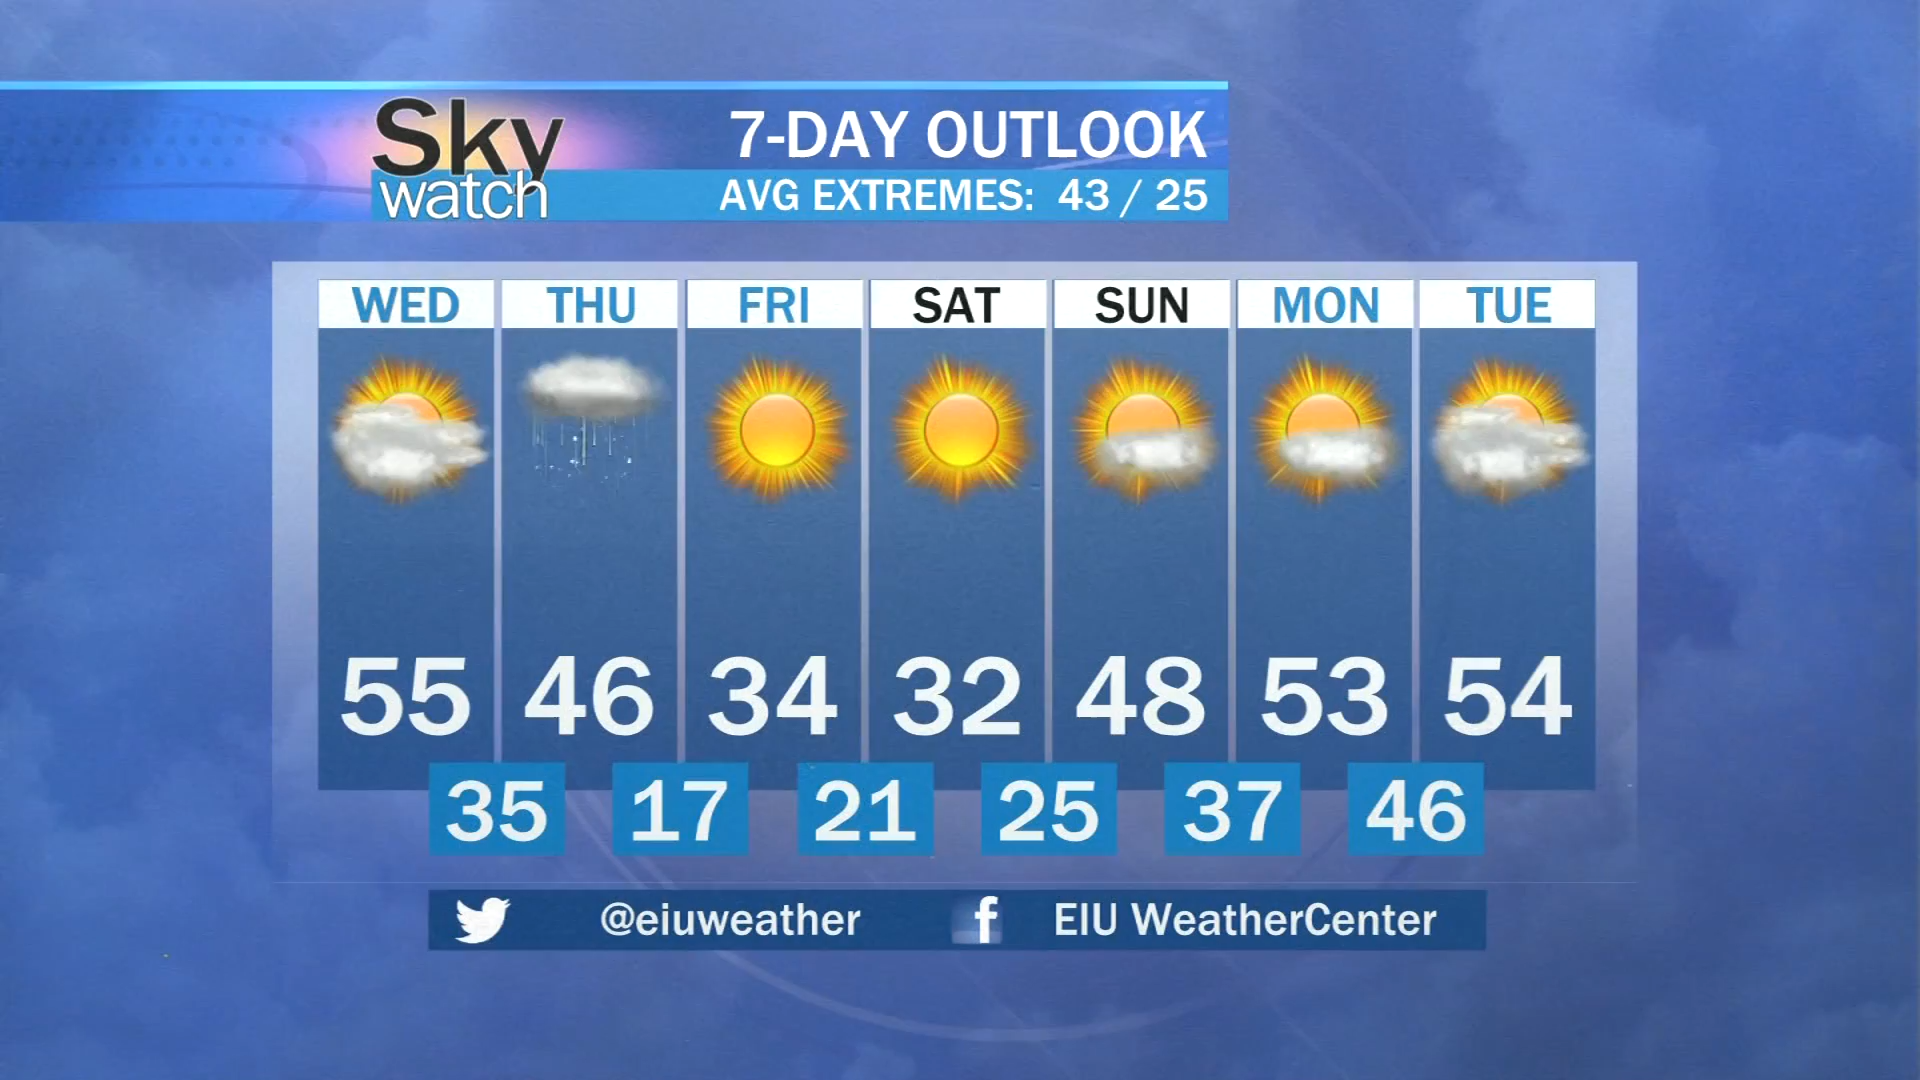 Sky
watch
7-DAY OUTLOOK
AVG EXTREMES: 43 / 25
WED THU FRI SAT SUN MON TUE
55 46 34 32 48 53 54
35 17 21 25 37 46
@eiuweather f EIU WeatherCenter